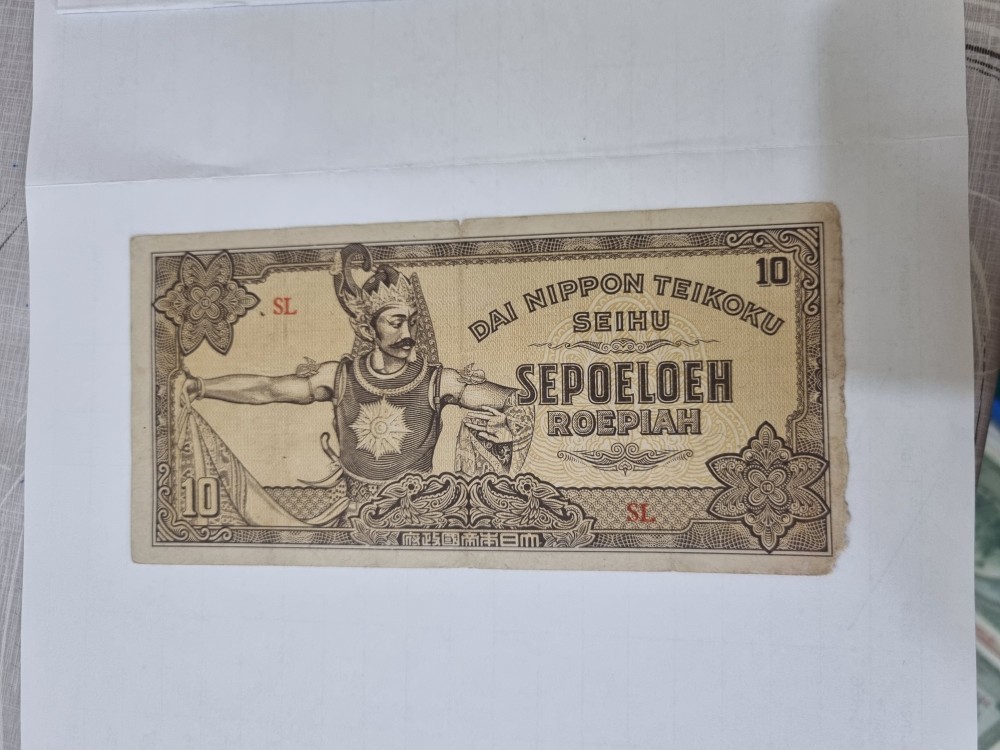 10
SL
DAI NIPPON TEIKOKU
SEIHU
SEPOELOEH
ROEPIAH
10
SL
府政國帝本日大